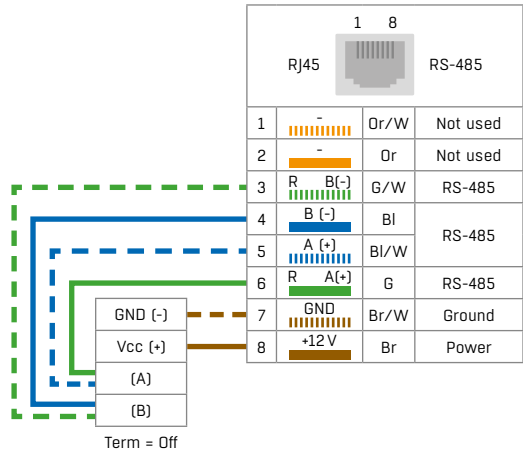 1 8
RJ45 RS-485
1 - Or/W Not used
2 - Or Not used
3 R B(-) G/W RS-485
4 B (-) Bl
RS-485
5 A (+) Bl/W
6 R A(+) G RS-485
GND (-) 7 GND Br/W Ground
Vcc (+) 8 +12 V Br Power
(A)
(B)
Term = Off